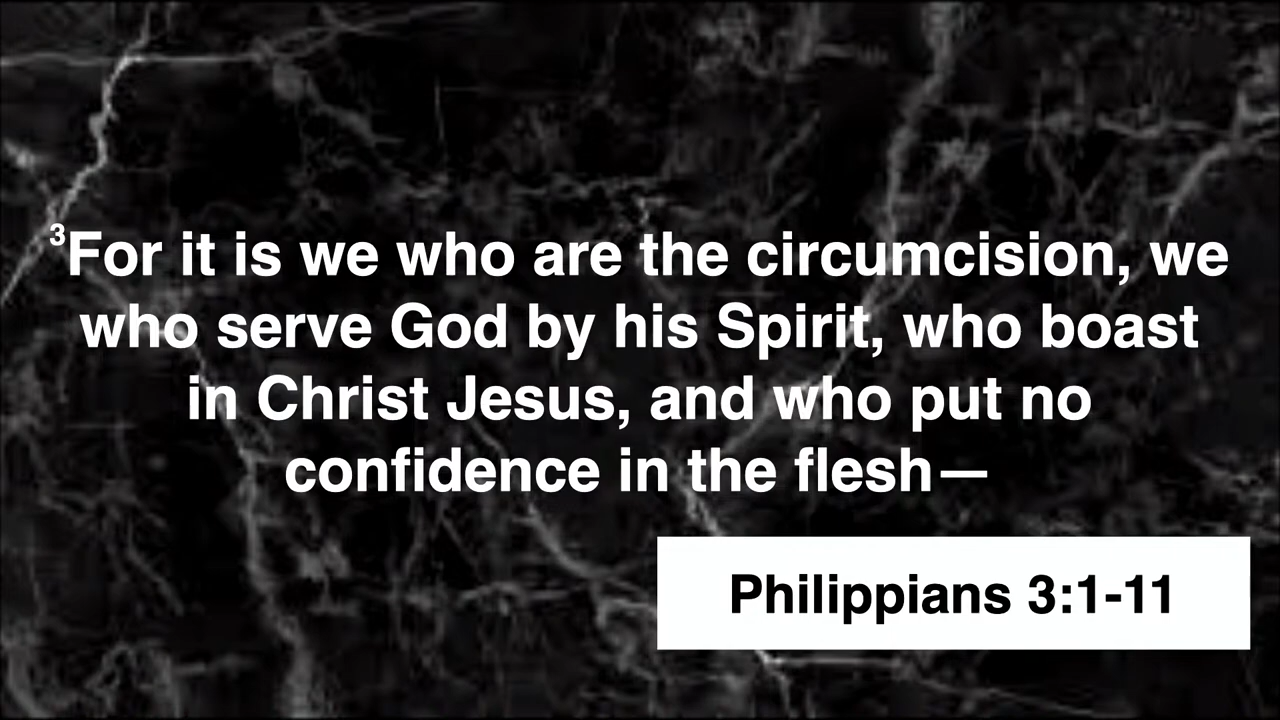 ³For it is we who are the circumcision, we
who serve God by his Spirit, who boast
in Christ Jesus, and who put no
confidence in the flesh—
Philippians 3:1-11